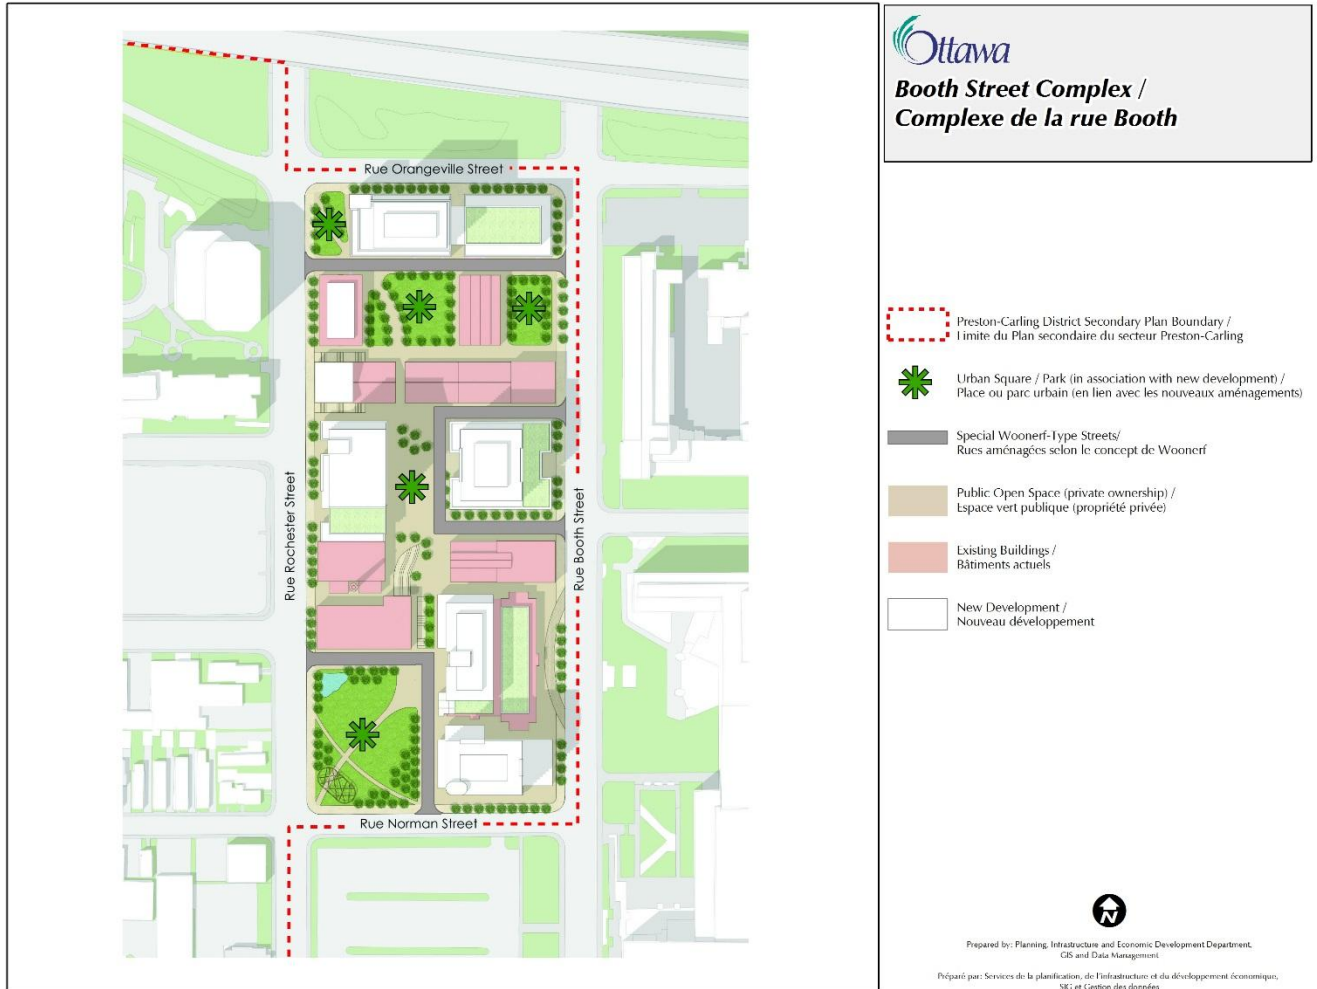 Ottawa
Booth Street Complex /
Complexe de la rue Booth
Rue Orangeville Street
Rue Rochester Street
Rue Booth Street
Rue Norman Street
Preston-Carling District Secondary Plan Boundary /
Limite du Plan secondaire du secteur Preston-Carling
Urban Square / Park (in association with new development) /
Place ou parc urbain (en lien avec les nouveaux aménagements)
Special Woonerf-Type Streets/
Rues aménagées selon le concept de Woonerf
Public Open Space (private ownership) /
Espace vert publique (propriété privée)
Existing Buildings /
Bâtiments actuels
New Development /
Nouveau développement
N
Prepared by: Planning, Infrastructure and Economic Development Department,
GIS and Data Management
Préparé par: Services de la planification, de l'infrastructure et du développement économique,
SIG et Gestion des données